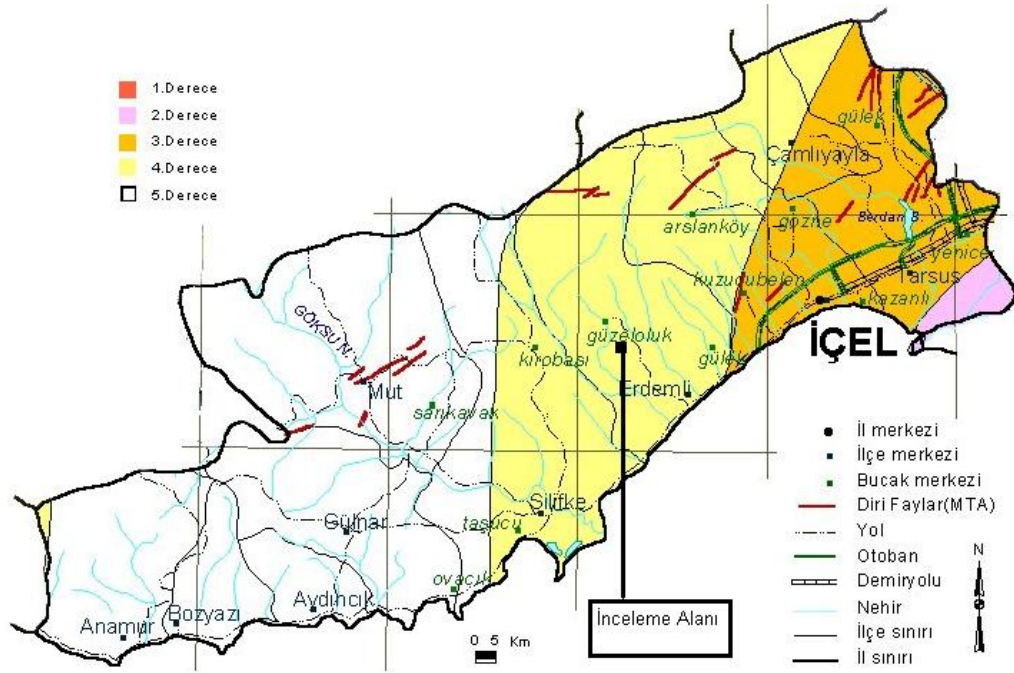 1.Derece
2.Derece
3.Derece
4.Derece
5.Derece
gülek
Çamlıyayla
arslanköy
gözne
Berdan B.
yenice
Tarsus
kuzucubelen
kazanlı
İÇEL
GÖKSU N.
güzeloluk
kırobası
gülek
Mut
Erdemli
sarıkavak
Silifke
taşucu
Gülnar
ovacık
Aydıncık
Bozyazı
Anamur
0 5 Km
İnceleme Alanı
İl merkezi
İlçe merkezi
Bucak merkezi
Diri Faylar(MTA)
Yol
Otoban
Demiryolu
Nehir
İlçe sınırı
İl sınırı
N